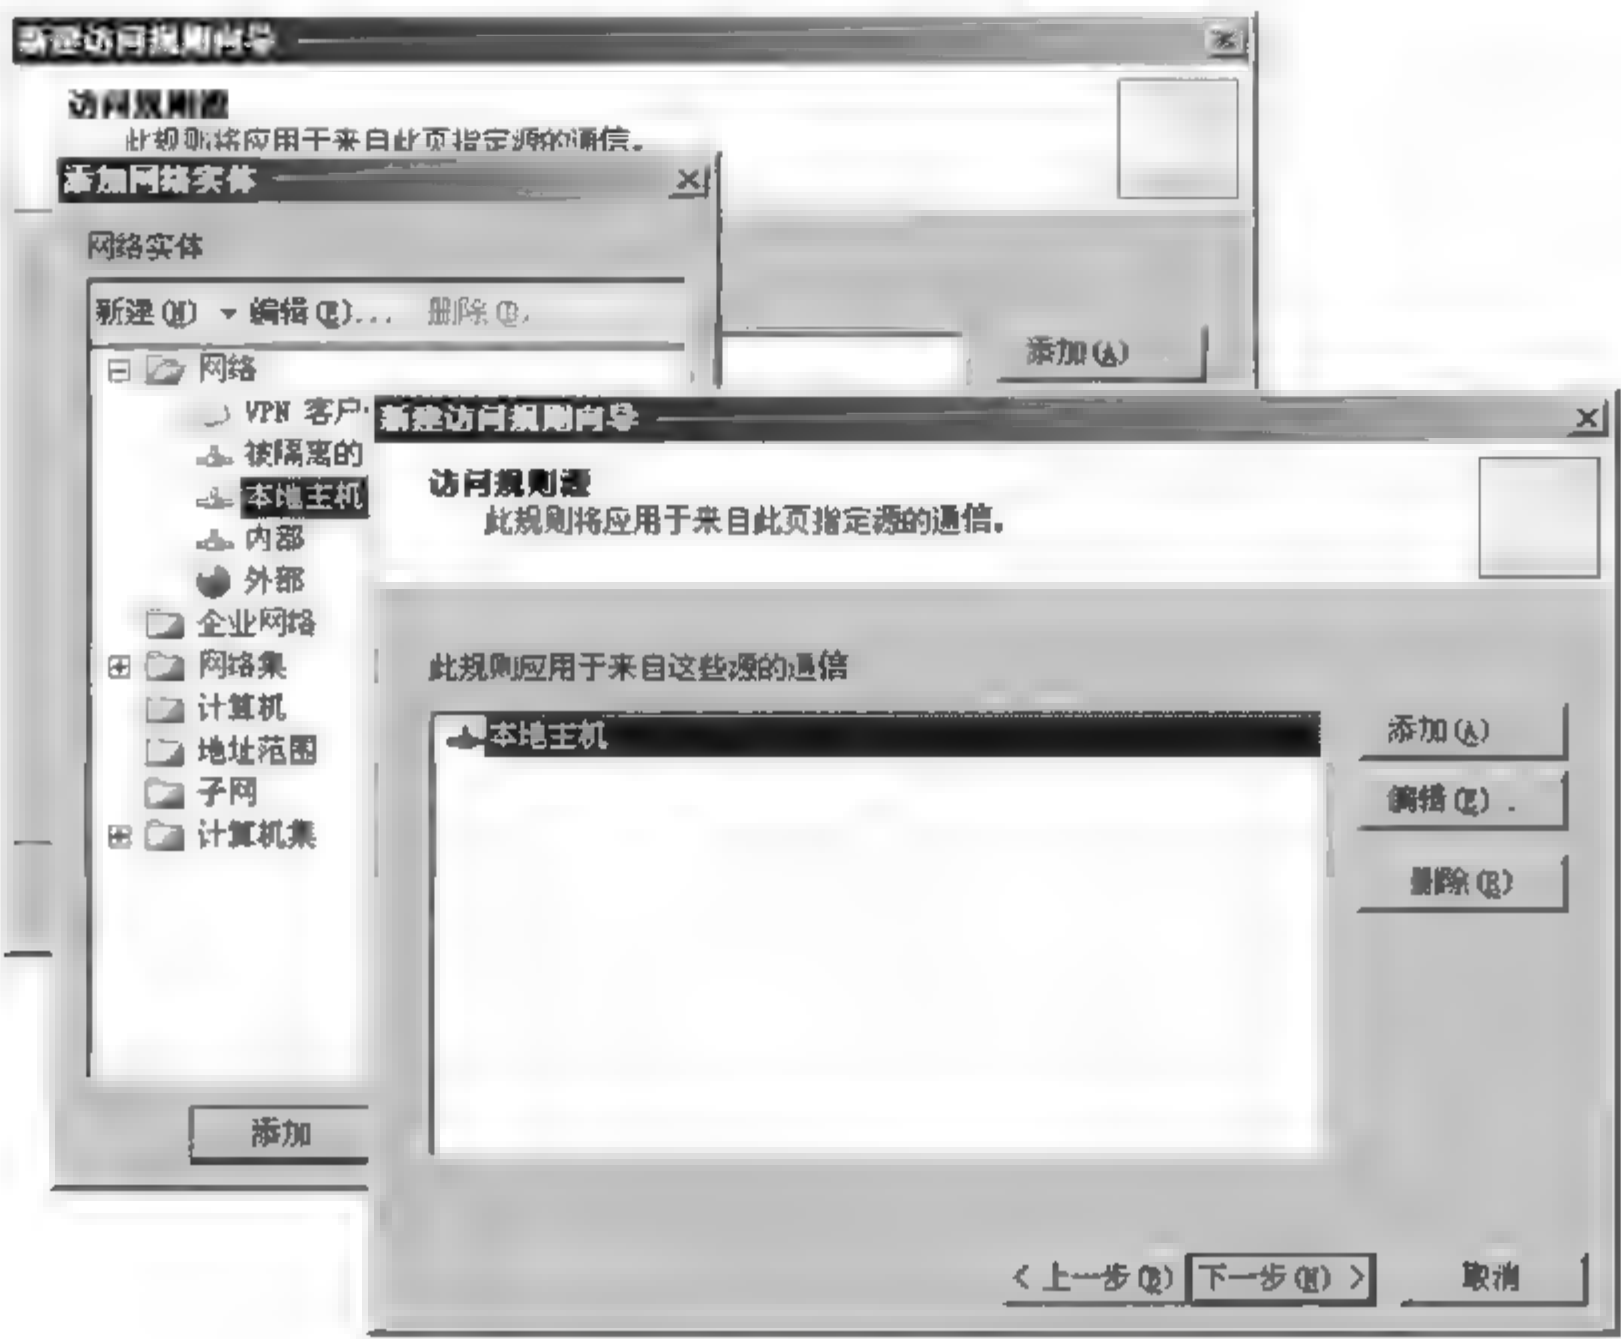 新建访问规则向导
访问规则源
此规则将应用于来自此页指定源的通信。
添加网络实体
网络实体
新建(N) 编辑(E)... 删除(D)
网络
VPN 客户
被隔离的
本地主机
内部
外部
企业网络
网络集
计算机
地址范围
子网
计算机集
添加
添加(A)
新建访问规则向导
访问规则源
此规则将应用于来自此页指定源的通信。
此规则应用于来自这些源的通信
本地主机
添加(A)
编辑(E).
删除(R)
< 上一步(B) 下一步(N) > 取消